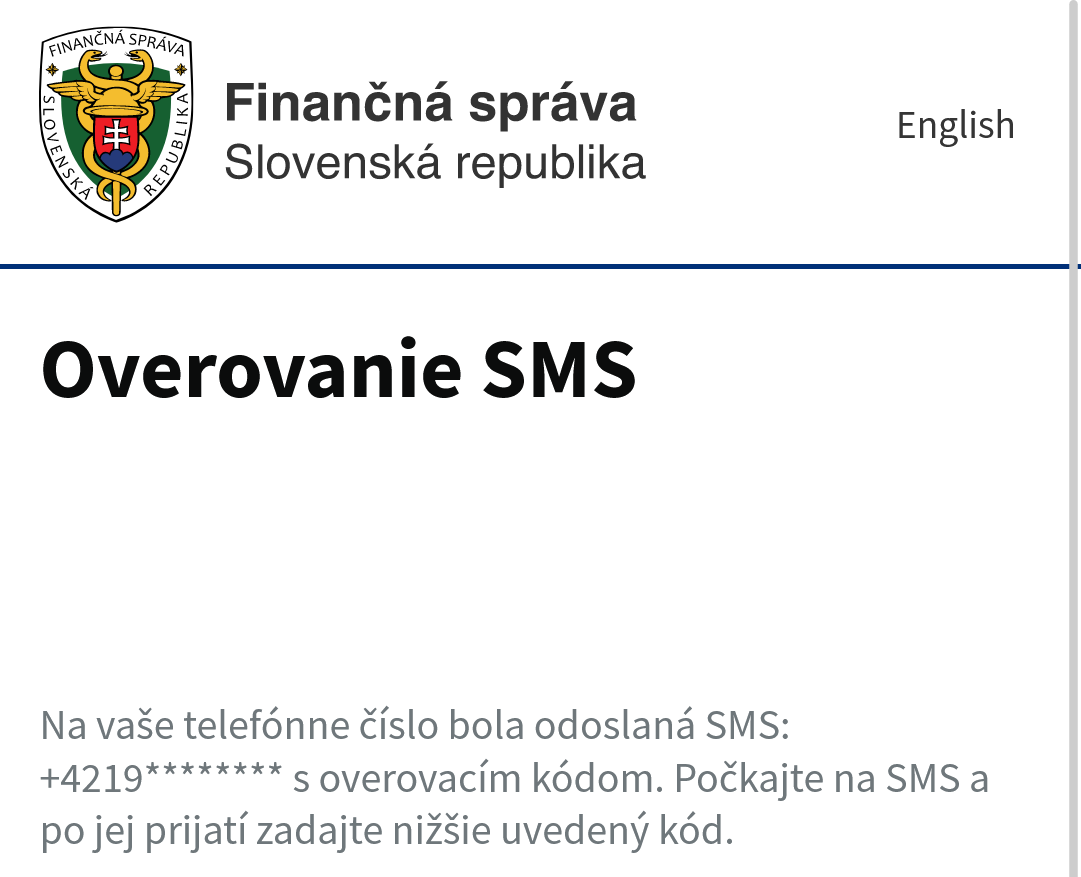 FINANČNÁ SPRÁVA
SLOVENSKÁ REPUBLIKA
Finančná správa
Slovenská republika
English
Overovanie SMS
Na vaše telefónne číslo bola odoslaná SMS:
+4219******** s overovacím kódom. Počkajte na SMS a
po jej prijatí zadajte nižšie uvedený kód.